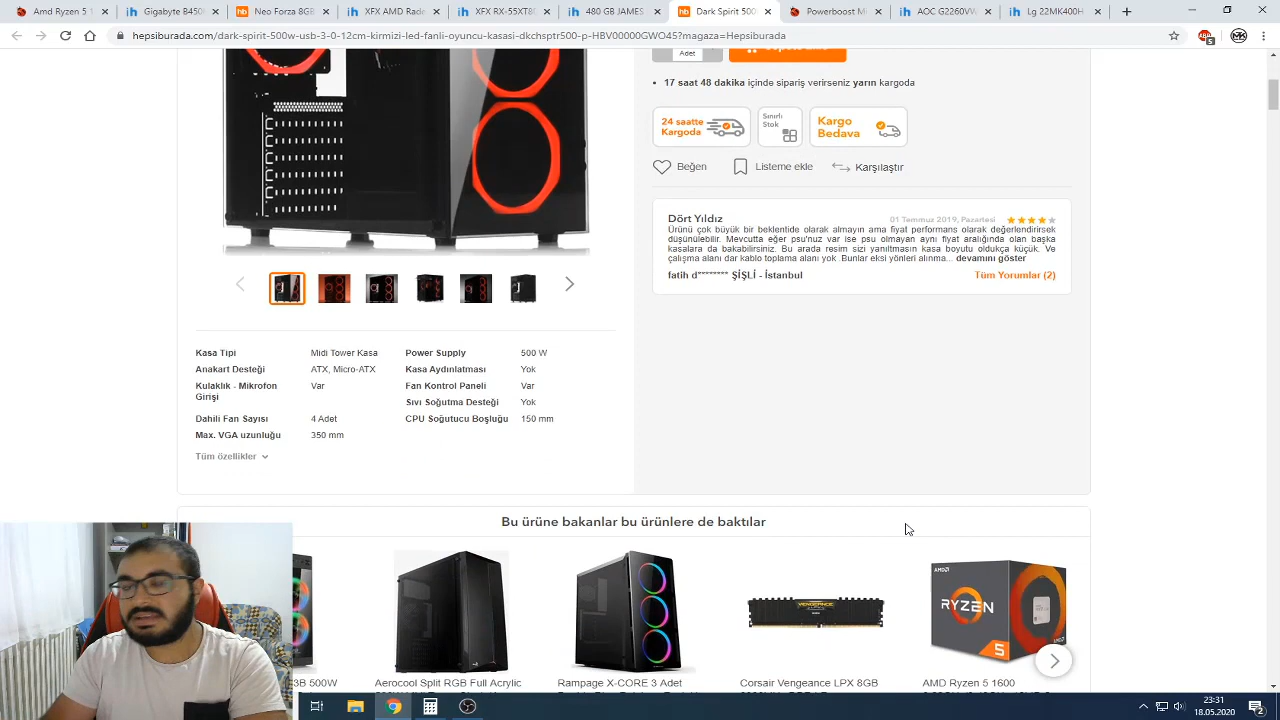 Amd Ryzen 5 1
Gigabyte B450
Neo Forza 8GB
XFX AMD Rade
XFX RX-55XT8
480 GB JAMES
Dark Spirit 500
Powerboost M
AOC G2260VW
Lg 22MK400H
hepsiburada.com/dark-spirit-500w-usb-3-0-12cm-kirmizi-led-fanli-oyuncu-kasasi-dkchsptr500-p-HBV00000GWO45?magaza=Hepsiburada
Adet
17 saat 48 dakika içinde sipariş verirseniz yarın kargoda
24 saatte Kargoda
Sınırlı Stok
Kargo Bedava
Beğen
Listeme ekle
Karşılaştır
Dört Yıldız
01 Temmuz 2019, Pazartesi
Ürünü çok büyük bir beklentide olarak almayın ama fiyat performans olarak değerlendirirsek
düşünülebilir. Mevcutta eğer psu'nuz var ise psu olmayan aynı fiyat aralığında olan başka
kasalara da bakabilirsiniz. Bu arada resim sizi yanıltmasın kasa boyutu oldukça küçük. Ve
çalışma alanı dar kablo toplama alanı yok .Bunlar eksi yönleri alınma... devamını göster
fatih d******* ŞİŞLİ - İstanbul
Tüm Yorumlar (2)
Kasa Tipi Midi Tower Kasa Power Supply 500 W
Anakart Desteği ATX, Micro-ATX Kasa Aydınlatması Yok
Kulaklık - Mikrofon Girişi Var Fan Kontrol Paneli Var
Sıvı Soğutma Desteği Yok
Dahili Fan Sayısı 4 Adet CPU Soğutucu Boşluğu 150 mm
Max. VGA uzunluğu 350 mm
Tüm özellikler
Bu ürüne bakanlar bu ürünlere de baktılar
VENGEANCE
AMD
RYZEN
5
3B 500W
Aerocool Split RGB Full Acrylic
Rampage X-CORE 3 Adet
Corsair Vengeance LPX 8GB
AMD Ryzen 5 1600
23:31
18.05.2020